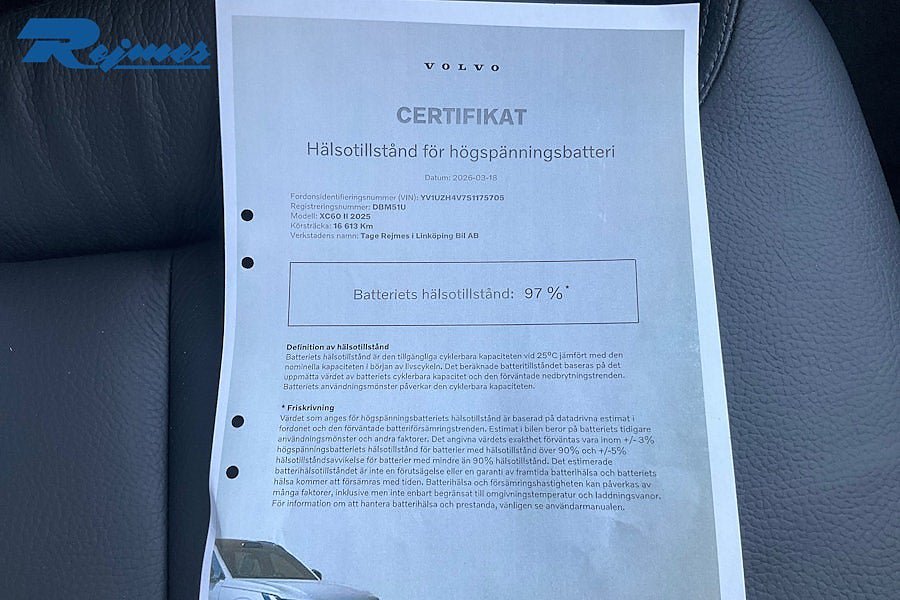 Rejmes
VOLVO
CERTIFIKAT
Hälsotillstånd för högspänningsbatteri
Datum: 2026-03-18
Fordonsidentifieringsnummer (VIN): YV1UZH4V7S1175705
Registreringsnummer: DBM51U
Modell: XC60 II 2025
Körsträcka: 16 613 Km
Verkstadens namn: Tage Rejmes i Linköping Bil AB
Batteriets hälsotillstånd: 97 %*
Definition av hälsotillstånd
Batteriets hälsotillstånd är den tillgängliga cyklerbara kapaciteten vid 25°C jämfört med den
nominella kapaciteten i början av livscykeln. Det beräknade batteritillståndet baseras på det
uppmätta värdet av batteriets cyklerbara kapacitet och den förväntade nedbrytningstrenden.
Batteriets användningsmönster påverkar den cyklerbara kapaciteten.
* Friskrivning
Värdet som anges för högspänningsbatteriets hälsotillstånd är baserad på datadrivna estimat i
fordonet och den förväntade batteriförsämringstrenden. Estimat i bilen beror på batteriets tidigare
användningsmönster och andra faktorer. Det angivna värdets exakthet förväntas vara inom +/- 3%
högspänningsbatteriets hälsotillstånd för batterier med hälsotillstånd över 90% och +/-5%
hälsotillståndsavvikelse för batterier med mindre än 90% hälsotillstånd. Det estimerade
batterihälsotillståndet är inte en förutsägelse eller en garanti av framtida batterihälsa och batteriets
hälsa kommer att försämras med tiden. Batterihälsa och försämringshastigheten kan påverkas av
många faktorer, inklusive men inte enbart begränsat till omgivningstemperatur och laddningsvanor.
För information om att hantera batterihälsa och prestanda, vänligen se användarmanualen.